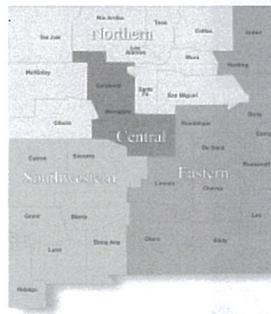 Rio Arriba
Taos
Colfax
Union
San Juan
Northern
Los Alamos
Mora
Harding
McKinley
Sandoval
Santa Fe
San Miguel
Bernalillo
Cibola
Quay
Guadalupe
Central
Curry
De Baca
Catron
Socorro
Roosevelt
Southwestern
Eastern
Lincoln
Chaves
Grant
Sierra
Lea
Dona Ana
Otero
Eddy
Luna
Hidalgo